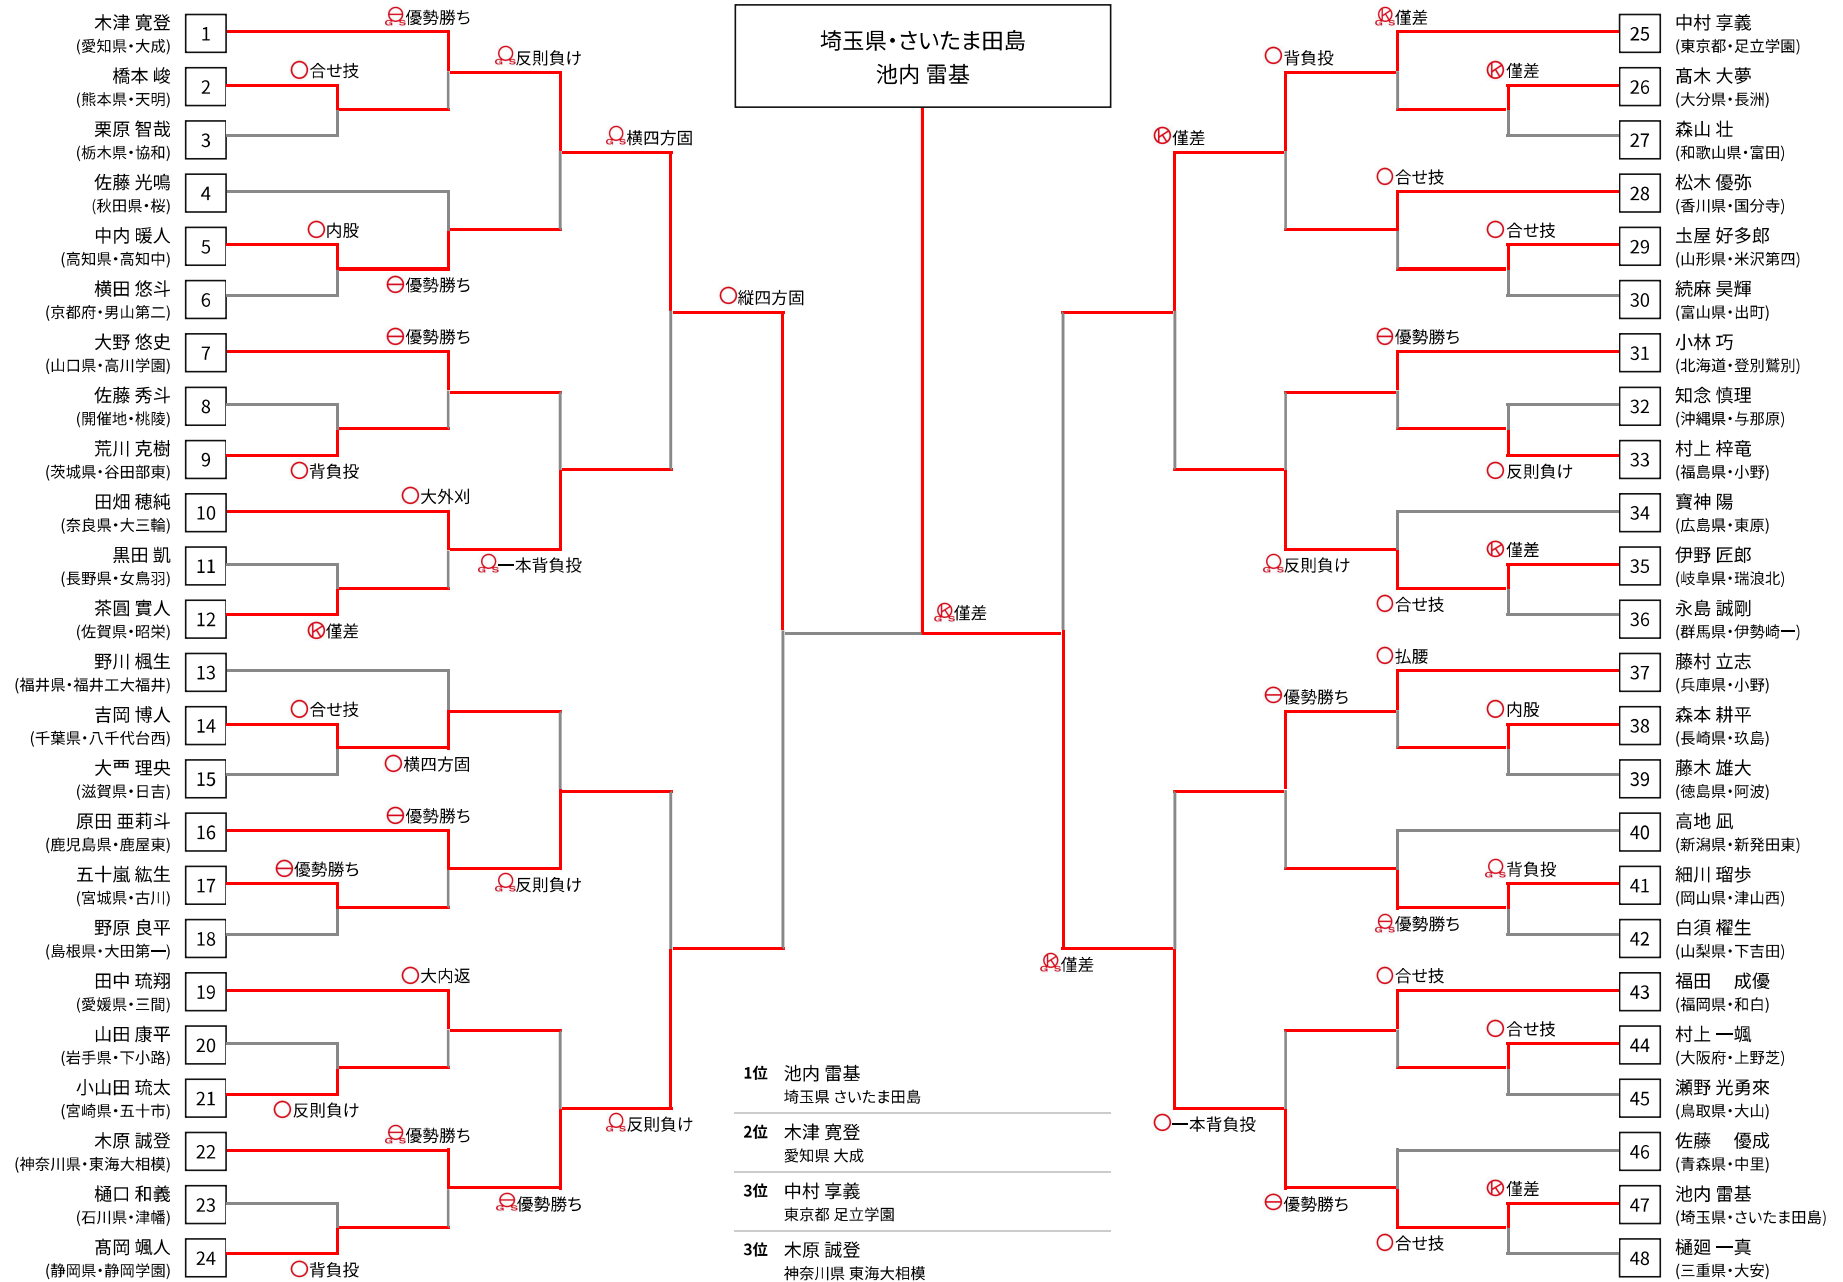 木津 寛登
(愛知県・大成)
1
橋本 峻
(熊本県・天明)
2
栗原 智哉
(栃木県・協和)
3
佐藤 光鳴
(秋田県・桜)
4
中内 暖人
(高知県・高知中)
5
横田 悠斗
(京都府・男山第二)
6
大野 悠史
(山口県・高川学園)
7
佐藤 秀斗
(開催地・桃陵)
8
荒川 克樹
(茨城県・谷田部東)
9
田畑 穂純
(奈良県・大三輪)
10
黒田 凱
(長野県・女鳥羽)
11
茶圓 實人
(佐賀県・昭栄)
12
野川 楓生
(福井県・福井工大福井)
13
吉岡 博人
(千葉県・八千代台西)
14
大覀 理央
(滋賀県・日吉)
15
原田 亜莉斗
(鹿児島県・鹿屋東)
16
五十嵐 紘生
(宮城県・古川)
17
野原 良平
(島根県・大田第一)
18
田中 琉翔
(愛媛県・三間)
19
山田 康平
(岩手県・下小路)
20
小山田 琉太
(宮崎県・五十市)
21
木原 誠登
(神奈川県・東海大相模)
22
樋口 和義
(石川県・津幡)
23
髙岡 颯人
(静岡県・静岡学園)
24
GS優勢勝ち
合せ技
GS反則負け
内股
優勢勝ち
GS横四方固
優勢勝ち
背負投
縦四方固
大外刈
GS一本背負投
僅差
合せ技
横四方固
優勢勝ち
優勢勝ち
GS反則負け
大内返
反則負け
GS反則負け
GS優勢勝ち
GS優勢勝ち
背負投
埼玉県・さいたま田島
池内 雷基
GS僅差
1位 池内 雷基
埼玉県 さいたま田島
2位 木津 寛登
愛知県 大成
3位 中村 享義
東京都 足立学園
3位 木原 誠登
神奈川県 東海大相模
GS僅差
背負投
K僅差
K僅差
合せ技
合せ技
優勢勝ち
反則負け
GS反則負け
K僅差
合せ技
払腰
優勢勝ち
内股
GS背負投
GS優勢勝ち
GS僅差
合せ技
合せ技
一本背負投
K僅差
優勢勝ち
合せ技
25
中村 享義
(東京都・足立学園)
26
髙木 大夢
(大分県・長洲)
27
森山 壮
(和歌山県・富田)
28
松木 優弥
(香川県・国分寺)
29
圡屋 好多郎
(山形県・米沢第四)
30
続麻 昊輝
(富山県・出町)
31
小林 巧
(北海道・登別鷲別)
32
知念 慎理
(沖縄県・与那原)
33
村上 梓竜
(福島県・小野)
34
寶神 陽
(広島県・東原)
35
伊野 匠郎
(岐阜県・瑞浪北)
36
永島 誠剛
(群馬県・伊勢崎一)
37
藤村 立志
(兵庫県・小野)
38
森本 耕平
(長崎県・玖島)
39
藤木 雄大
(徳島県・阿波)
40
高地 凪
(新潟県・新発田東)
41
細川 瑠歩
(岡山県・津山西)
42
白須 櫂生
(山梨県・下吉田)
43
福田 成優
(福岡県・和白)
44
村上 一颯
(大阪府・上野芝)
45
瀬野 光勇來
(鳥取県・大山)
46
佐藤 優成
(青森県・中里)
47
池内 雷基
(埼玉県・さいたま田島)
48
樋廻 一真
(三重県・大安)